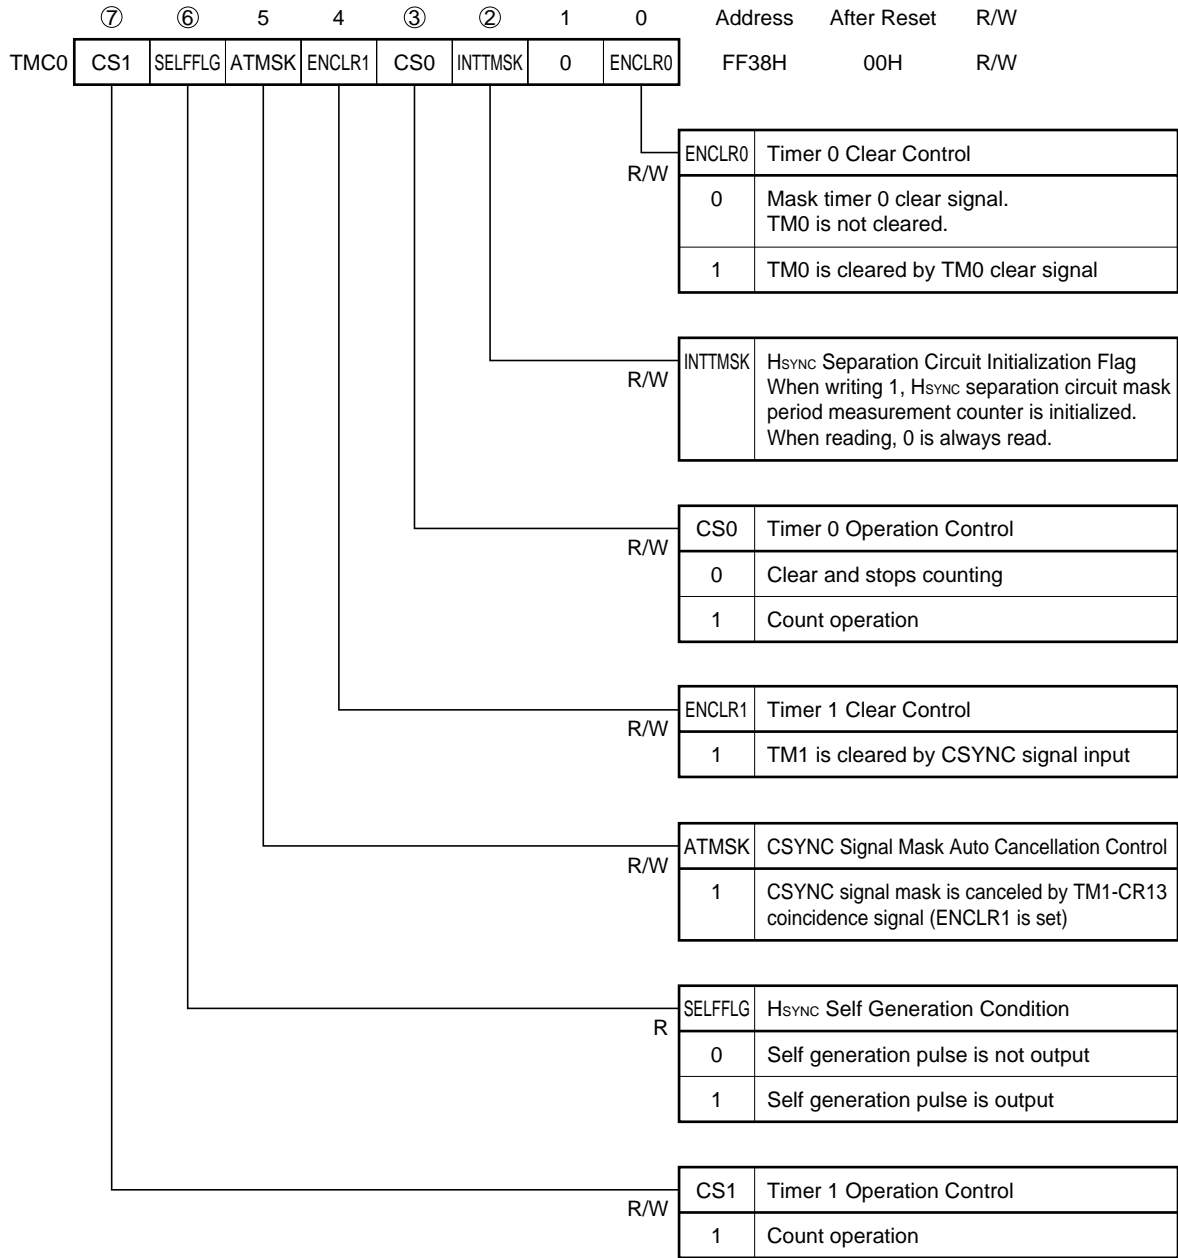 ⑦ ⑥ 5 4 ③ ② 1 0 Address After Reset R/W
TMC0 CS1 SELFFLG ATMSK ENCLR1 CS0 INTTMSK 0 ENCLR0 FF38H 00H R/W
R/W
ENCLR0 Timer 0 Clear Control
0 Mask timer 0 clear signal.
TM0 is not cleared.
1 TM0 is cleared by TM0 clear signal
R/W
INTTMSK HSYNC Separation Circuit Initialization Flag
When writing 1, HSYNC separation circuit mask
period measurement counter is initialized.
When reading, 0 is always read.
R/W
CS0 Timer 0 Operation Control
0 Clear and stops counting
1 Count operation
R/W
ENCLR1 Timer 1 Clear Control
1 TM1 is cleared by CSYNC signal input
R/W
ATMSK CSYNC Signal Mask Auto Cancellation Control
1 CSYNC signal mask is canceled by TM1-CR13
coincidence signal (ENCLR1 is set)
R
SELFFLG HSYNC Self Generation Condition
0 Self generation pulse is not output
1 Self generation pulse is output
R/W
CS1 Timer 1 Operation Control
1 Count operation